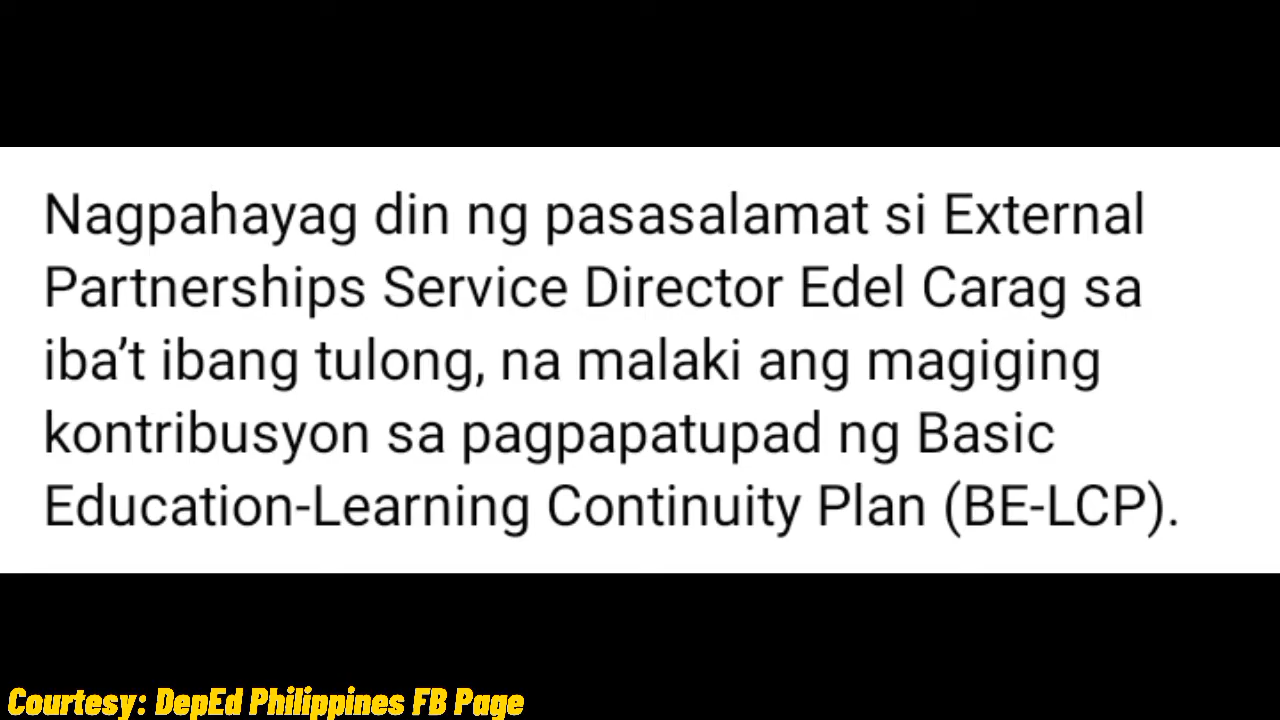 Nagpahayag din ng pasasalamat si External
Partnerships Service Director Edel Carag sa
iba’t ibang tulong, na malaki ang magiging
kontribusyon sa pagpapatupad ng Basic
Education-Learning Continuity Plan (BE-LCP).
Courtesy: DepEd Philippines FB Page